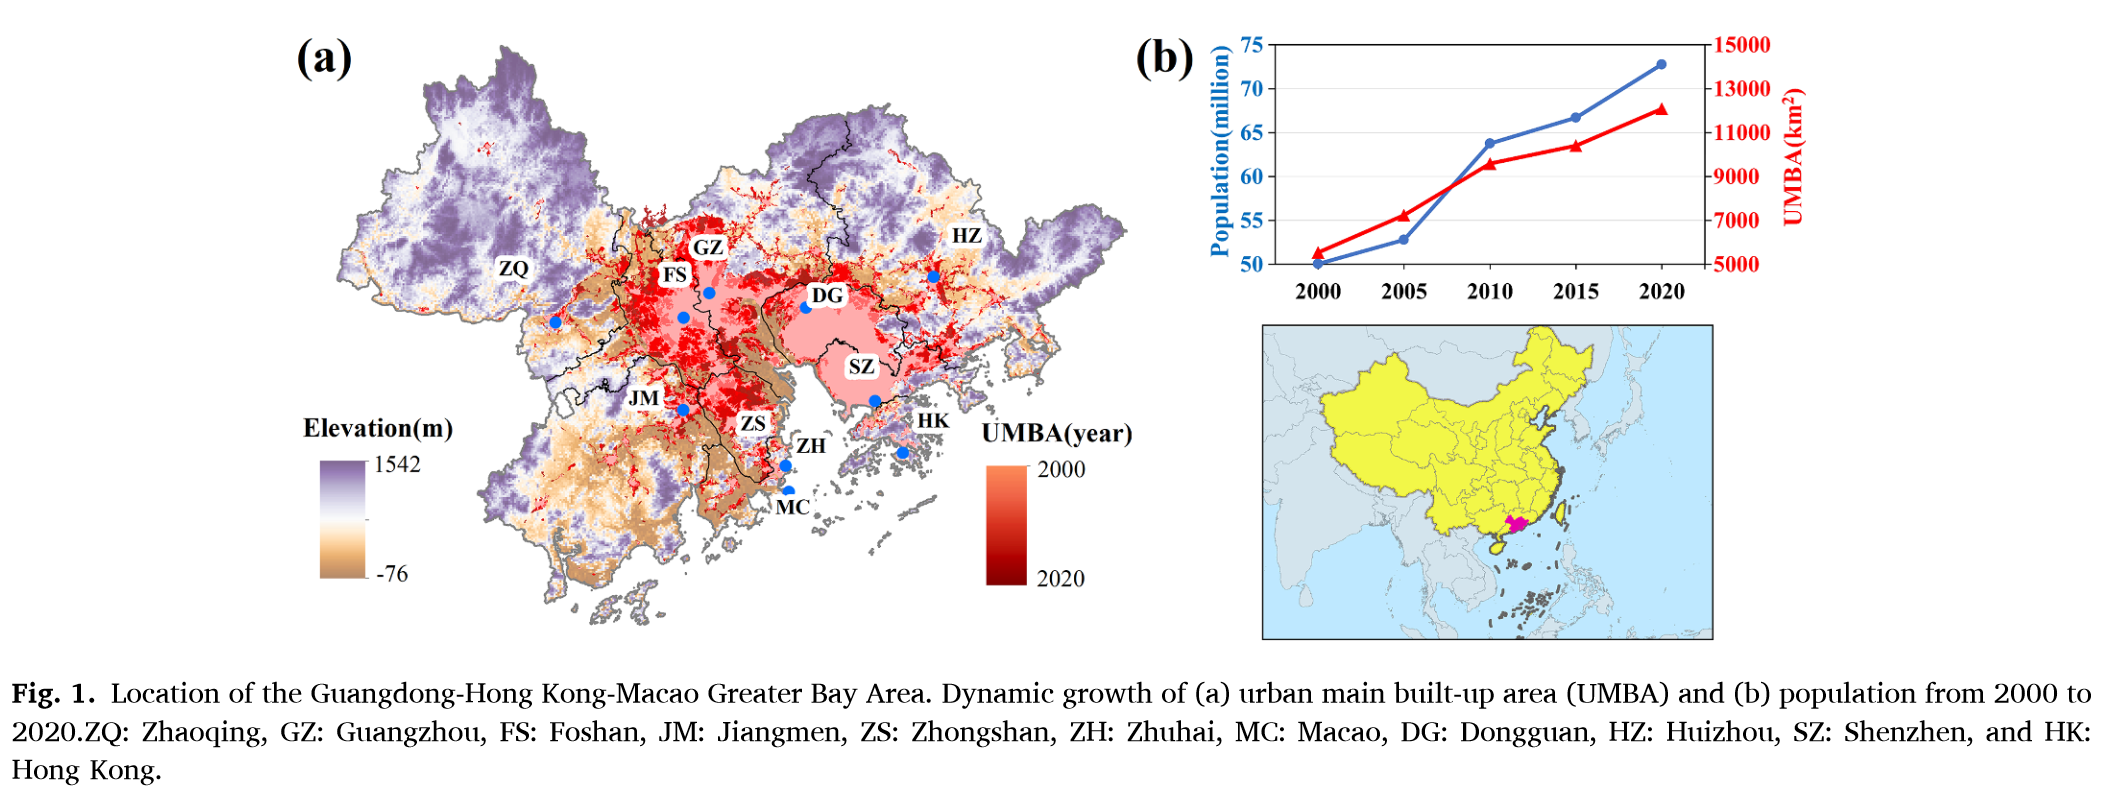 (a)
GZ
HZ
ZQ
FS
DG
SZ
JM
ZS
HK
ZH
MC
Elevation(m)
1542
-76
UMBA(year)
2000
2020
(b)
Population(million)
75
70
65
60
55
50
15000
13000
11000
9000
7000
5000
UMBA(km²)
2000 2005 2010 2015 2020
Fig. 1. Location of the Guangdong-Hong Kong-Macao Greater Bay Area. Dynamic growth of (a) urban main built-up area (UMBA) and (b) population from 2000 to
2020.ZQ: Zhaoqing, GZ: Guangzhou, FS: Foshan, JM: Jiangmen, ZS: Zhongshan, ZH: Zhuhai, MC: Macao, DG: Dongguan, HZ: Huizhou, SZ: Shenzhen, and HK:
Hong Kong.